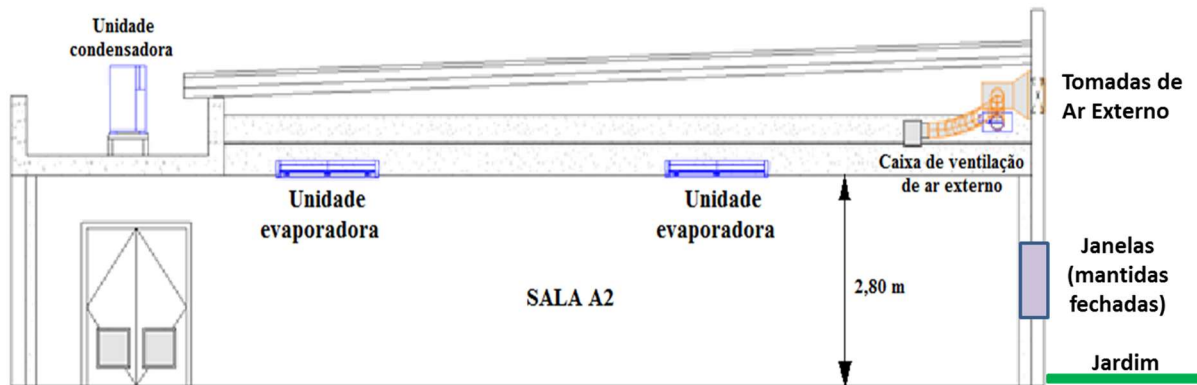 Unidade
condensadora
Tomadas de
Ar Externo
Caixa de ventilação
de ar externo
Unidade
evaporadora
Unidade
evaporadora
SALA A2
2,80 m
Janelas
(mantidas
fechadas)
Jardim